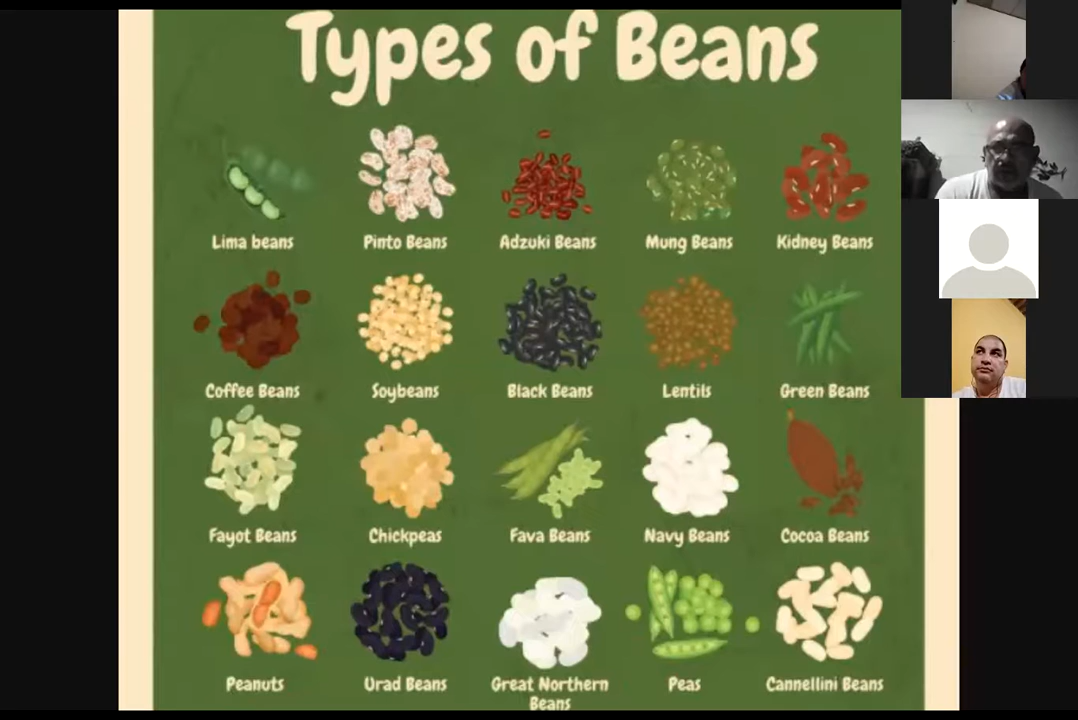 Types of Beans
Lima beans
Pinto Beans
Adzuki Beans
Mung Beans
Kidney Beans
Coffee Beans
Soybeans
Black Beans
Lentils
Green Beans
Fayot Beans
Chickpeas
Fava Beans
Navy Beans
Cocoa Beans
Peanuts
Urad Beans
Great Northern
Beans
Peas
Cannellini Beans